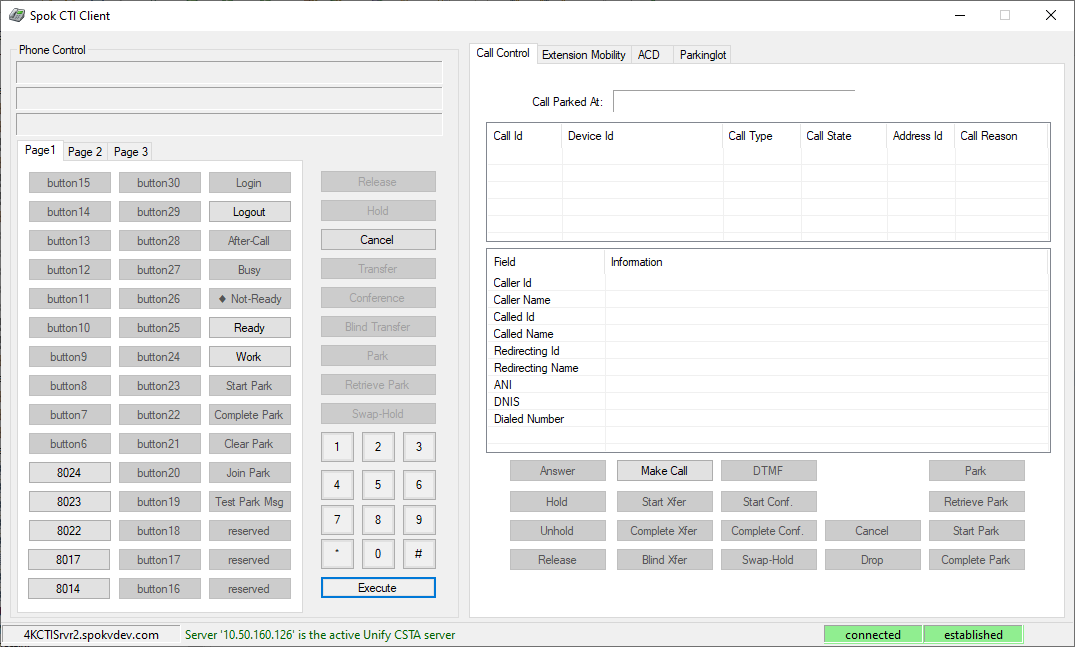 Spok CTI Client
Phone Control
Page1 Page 2 Page 3
button15 button30 Login
button14 button29 Logout
button13 button28 After-Call
button12 button27 Busy
button11 button26 ♦ Not-Ready
button10 button25 Ready
button9 button24 Work
button8 button23 Start Park
button7 button22 Complete Park
button6 button21 Clear Park
8024 button20 Join Park
8023 button19 Test Park Msg
8022 button18 reserved
8017 button17 reserved
8014 button16 reserved
Release
Hold
Cancel
Transfer
Conference
Blind Transfer
Park
Retrieve Park
Swap-Hold
1 2 3
4 5 6
7 8 9
* 0 #
Execute
Call Control Extension Mobility ACD Parkinglot
Call Parked At:
Call Id Device Id Call Type Call State Address Id Call Reason
Field Information
Caller Id
Caller Name
Called Id
Called Name
Redirecting Id
Redirecting Name
ANI
DNIS
Dialed Number
Answer Make Call DTMF Park
Hold Start Xfer Start Conf. Retrieve Park
Unhold Complete Xfer Complete Conf. Cancel Start Park
Release Blind Xfer Swap-Hold Drop Complete Park
4KCTISrvr2.spokvdev.com Server '10.50.160.126' is the active Unify CSTA server connected established